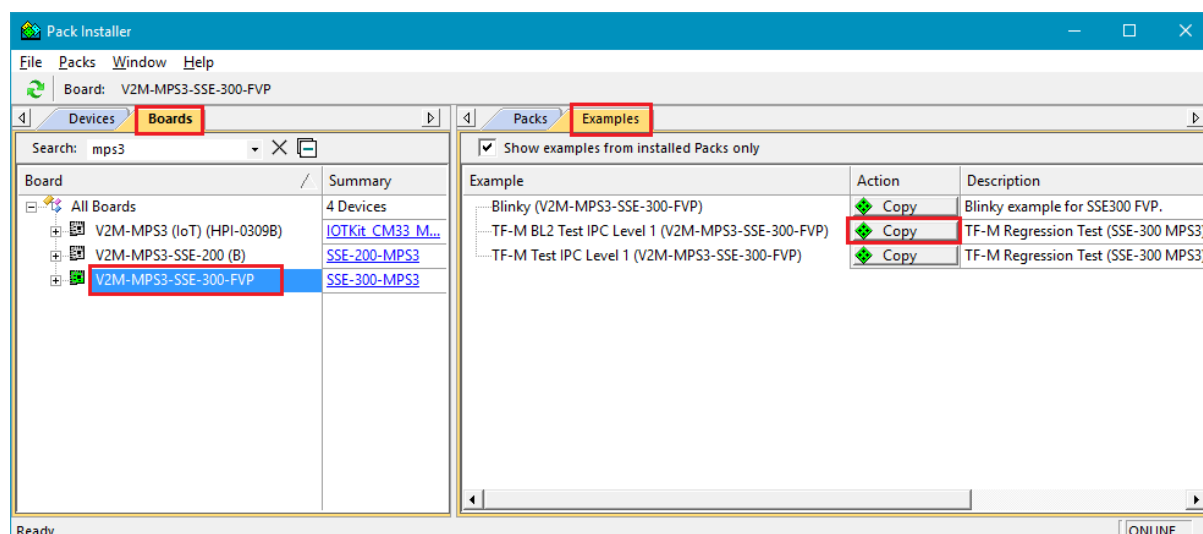 Pack Installer
File Packs Window Help
Board: V2M-MPS3-SSE-300-FVP
Devices Boards
Packs Examples
Search: mps3
Show examples from installed Packs only
Board Summary
Example Action Description
All Boards 4 Devices
Blinky (V2M-MPS3-SSE-300-FVP) Copy Blinky example for SSE300 FVP.
V2M-MPS3 (IoT) (HPI-0309B) IOTKit_CM33_M...
TF-M BL2 Test IPC Level 1 (V2M-MPS3-SSE-300-FVP) Copy TF-M Regression Test (SSE-300 MPS3)
V2M-MPS3-SSE-200 (B) SSE-200-MPS3
TF-M Test IPC Level 1 (V2M-MPS3-SSE-300-FVP) Copy TF-M Regression Test (SSE-300 MPS3)
V2M-MPS3-SSE-300-FVP SSE-300-MPS3
Ready ONLINE